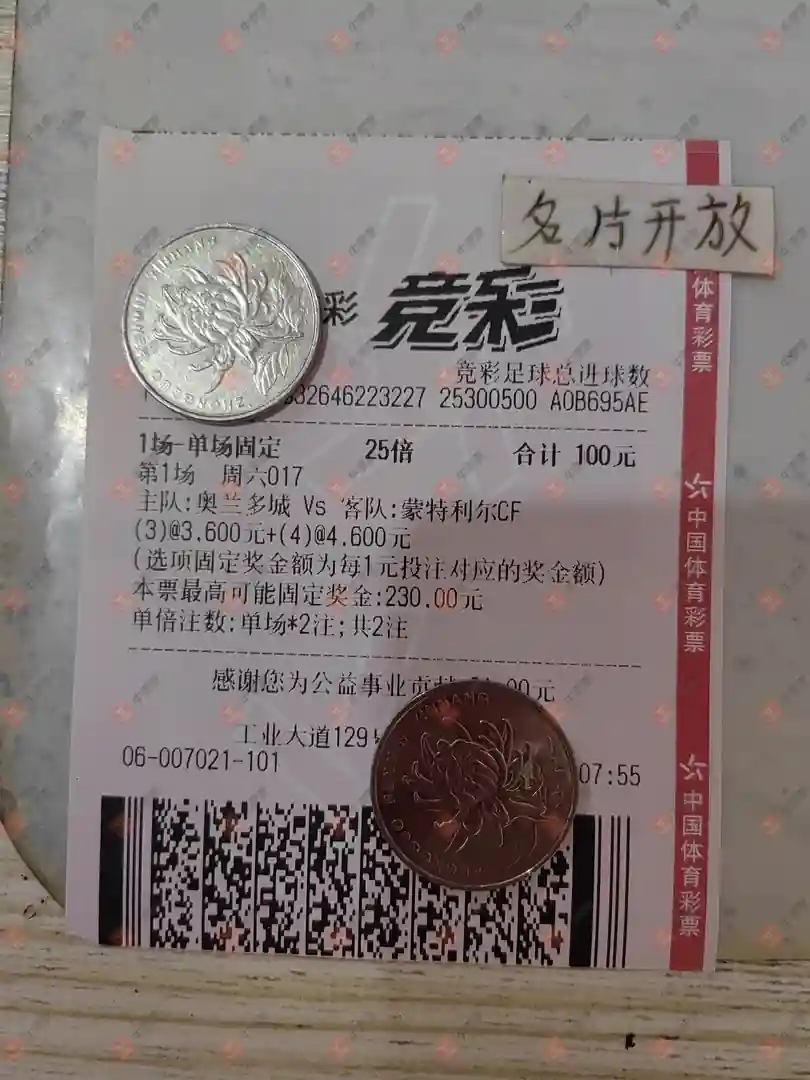 名片开放
彩 竞彩
竞彩足球总进球数
32646223227 25300500 A0B695AE
1场-单场固定 25倍 合计 100元
第1场 周六017
主队:奥兰多城 Vs 客队:蒙特利尔CF
(3)@3.600元+(4)@4.600元
(选项固定奖金额为每1元投注对应的奖金额)
本票最高可能固定奖金:230.00元
单倍注数:单场*2注;共2注
感谢您为公益事业贡献 .00元
工业大道129号
06-007021-101 07:55
体育彩票
中国体育彩票
中国体育彩票